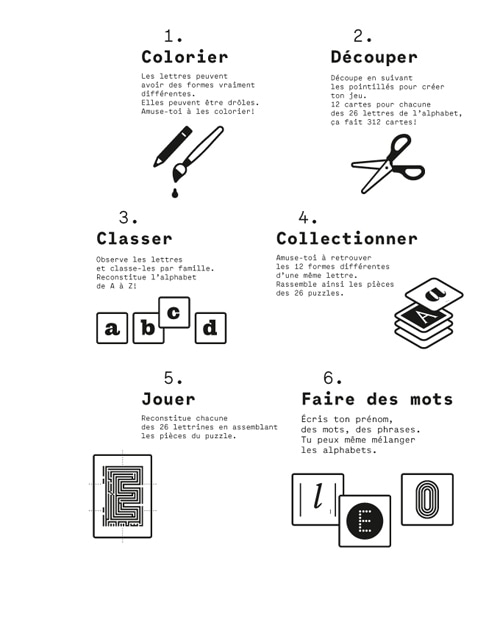 1.
Colorier
Les lettres peuvent
avoir des formes vraiment
différentes.
Elles peuvent être drôles.
Amuse-toi à les colorier!
2.
Découper
Découpe en suivant
les pointillés pour créer
ton jeu.
12 cartes pour chacune
des 26 lettres de l'alphabet,
ça fait 312 cartes!
3.
Classer
Observe les lettres
et classe-les par famille.
Reconstitue l'alphabet
de A à Z!
a b c d
4.
Collectionner
Amuse-toi à retrouver
les 12 formes différentes
d'une même lettre.
Rassemble ainsi les pièces
des 26 puzzles.
a
A
5.
Jouer
Reconstitue chacune
des 26 lettrines en assemblant
les pièces du puzzle.
E
6.
Faire des mots
Écris ton prénom,
des mots, des phrases.
Tu peux même mélanger
les alphabets.
l E O